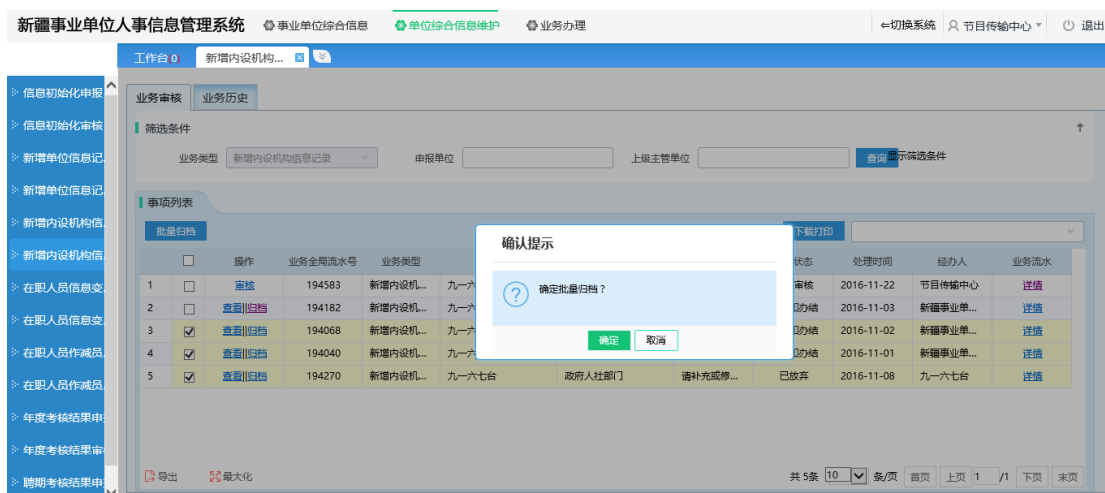 新疆事业单位人事信息管理系统 事业单位综合信息 单位综合信息维护 业务办理 ⇐切换系统 节目传输中心 退出
工作台(0) 新增内设机构...
信息初始化申报
信息初始化审核
新增单位信息记
新增单位信息记
新增内设机构信
新增内设机构信
在职人员信息变
在职人员信息变
在职人员作减员
在职人员作减员
年度考核结果申
年度考核结果审
聘期考核结果申
业务审核 业务历史
筛选条件
业务类型 新增内设机构信息记录 申报单位 上级主管单位 查询 显示筛选条件
事项列表
批量归档 下载打印
操作 业务全局流水号 业务类型 状态 处理时间 经办人 业务流水
1 审核 194583 新增内设机... 九一六 审核 2016-11-22 节目传输中心 详情
2 查看||归档 194182 新增内设机... 九一六 办结 2016-11-03 新疆事业单... 详情
3 查看||归档 194068 新增内设机... 九一六 办结 2016-11-02 新疆事业单... 详情
4 查看||归档 194040 新增内设机... 九一六 办结 2016-11-01 新疆事业单... 详情
5 查看||归档 194270 新增内设机... 九一六七台 政府人社部门 请补充或修... 已放弃 2016-11-08 九一六七台 详情
确认提示
确定批量归档？
确定 取消
导出 最大化 共 5条 10 条/页 首页 上页 1 /1 下页 末页